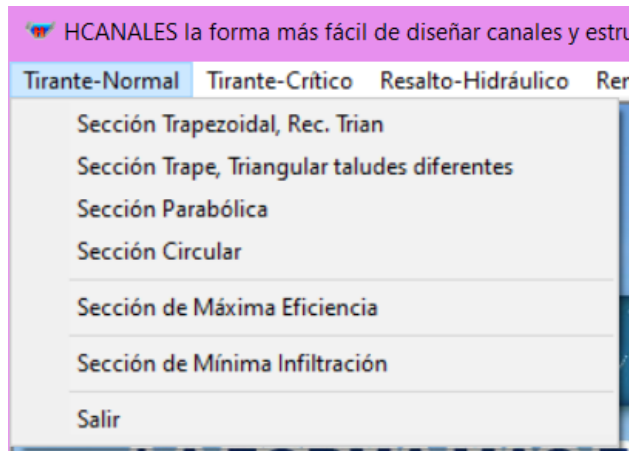 HCANALES la forma más fácil de diseñar canales y
Tirante-Normal Tirante-Crítico Resalto-Hidráulico
Sección Trapezoidal, Rec. Trian
Sección Trape, Triangular taludes diferentes
Sección Parabólica
Sección Circular
Sección de Máxima Eficiencia
Sección de Mínima Infiltración
Salir